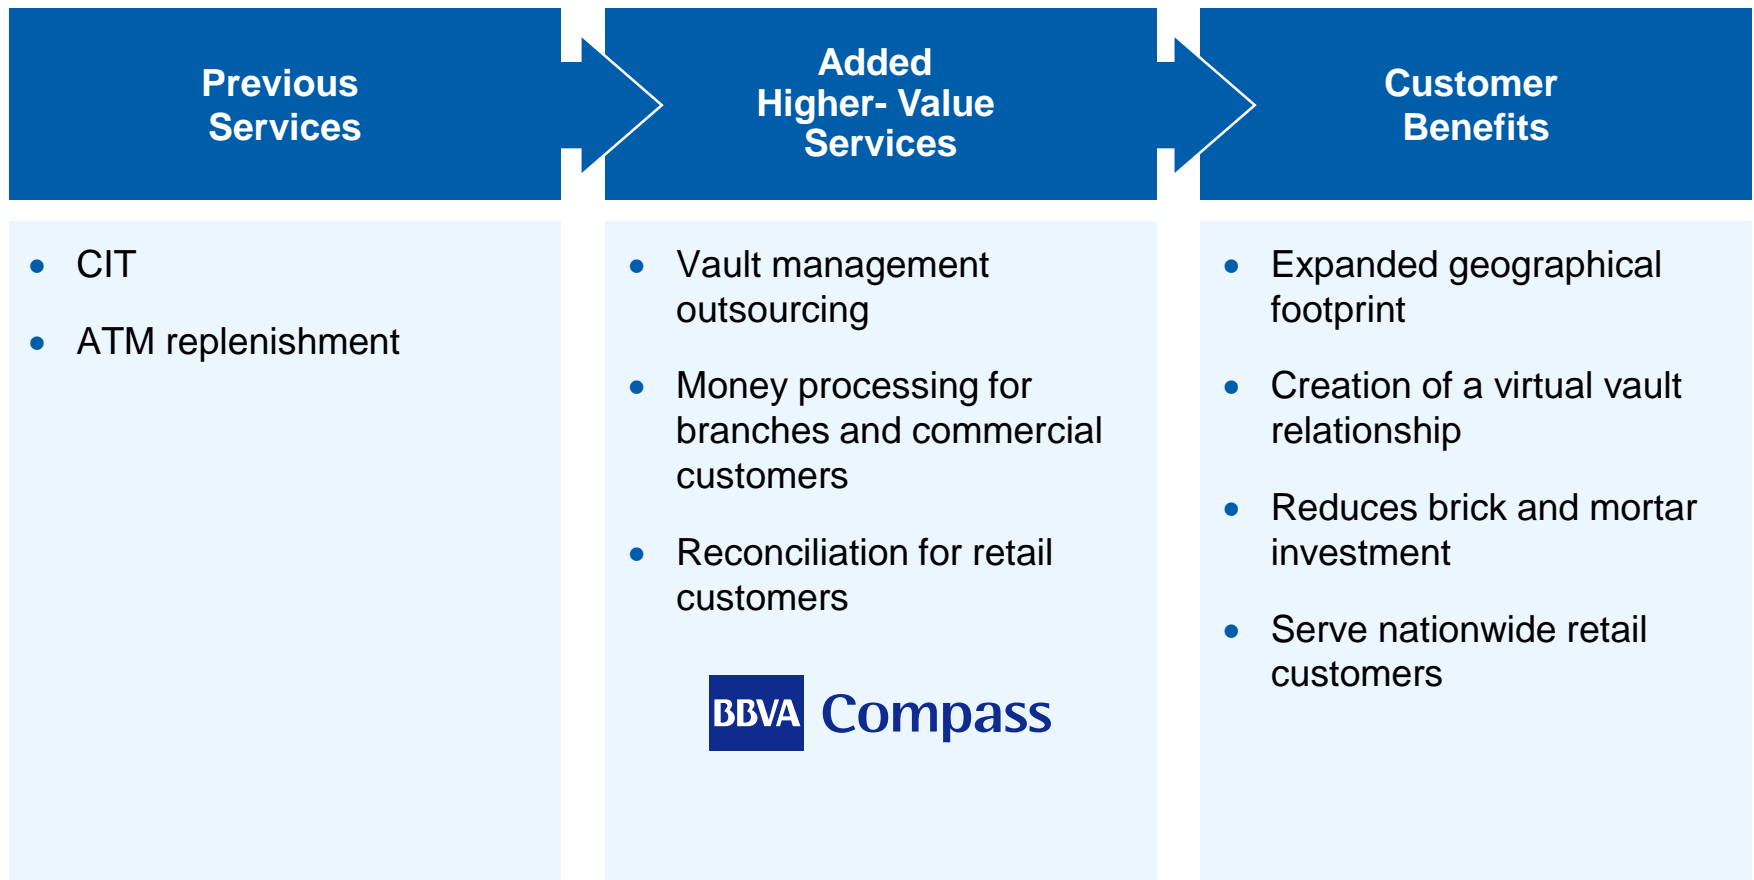 Previous
Services
Added
Higher- Value
Services
Customer
Benefits
• CIT
• ATM replenishment
• Vault management
outsourcing
• Money processing for
branches and commercial
customers
• Reconciliation for retail
customers
BBVA Compass
• Expanded geographical
footprint
• Creation of a virtual vault
relationship
• Reduces brick and mortar
investment
• Serve nationwide retail
customers